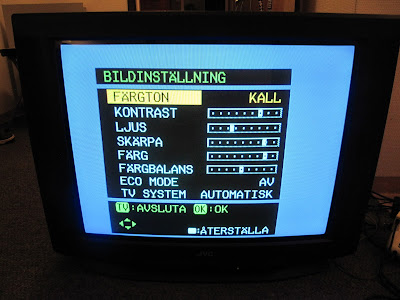 BILDINSTÄLLNING
FÄRGTON KALL
KONTRAST
LJUS
SKÄRPA
FÄRG
FÄRGBALANS
ECO MODE AV
TV SYSTEM AUTOMATISK
TV:AVSLUTA OK:OK
:ÅTERSTÄLLA
JVC